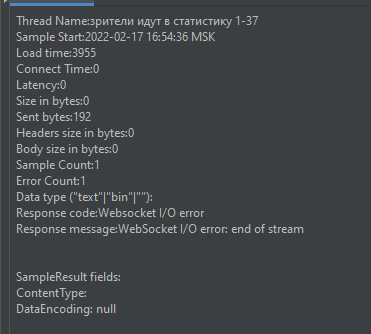 Thread Name:зрители идут в статистику 1-37
Sample Start:2022-02-17 16:54:36 MSK
Load time:3955
Connect Time:0
Latency:0
Size in bytes:0
Sent bytes:192
Headers size in bytes:0
Body size in bytes:0
Sample Count:1
Error Count:1
Data type ("text"|"bin"|""):
Response code:Websocket I/O error
Response message:WebSocket I/O error: end of stream
SampleResult fields:
ContentType:
DataEncoding: null